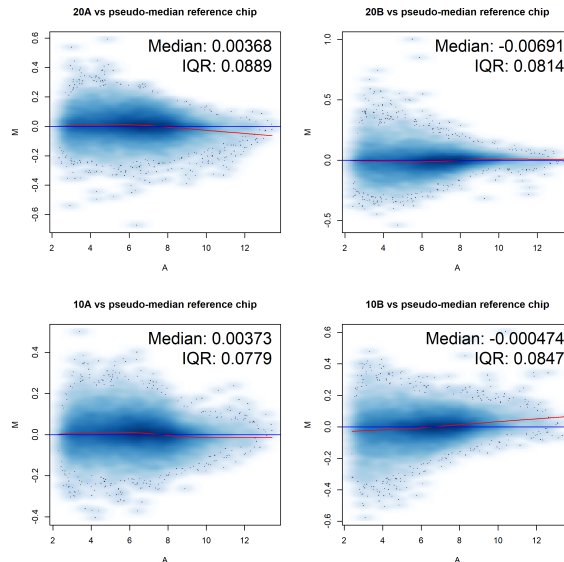 20A vs pseudo-median reference chip
Median: 0.00368
IQR: 0.0889
M
0.6
0.4
0.2
0.0
-0.2
-0.4
-0.6
2 4 6 8 10 12
A
20B vs pseudo-median reference chip
Median: -0.00691
IQR: 0.0814
M
1.0
0.5
0.0
-0.5
2 4 6 8 10 12
A
10A vs pseudo-median reference chip
Median: 0.00373
IQR: 0.0779
M
0.4
0.2
0.0
-0.2
-0.4
2 4 6 8 10 12
A
10B vs pseudo-median reference chip
Median: -0.000474
IQR: 0.0847
M
0.6
0.4
0.2
0.0
-0.2
-0.4
-0.6
2 4 6 8 10 12
A